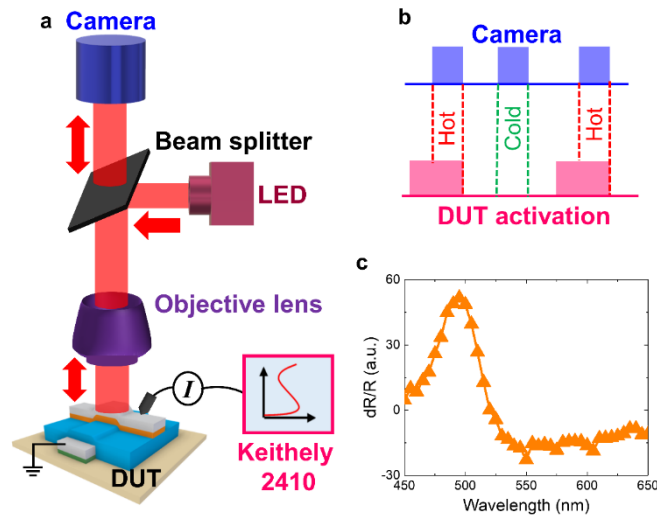 a
Camera
Beam splitter
LED
Objective lens
I
Keithely
2410
DUT
b
Camera
Hot
Cold
Hot
DUT activation
c
dR/R (a.u.)
60
30
0
-30
450
500
550
600
650
Wavelength (nm)